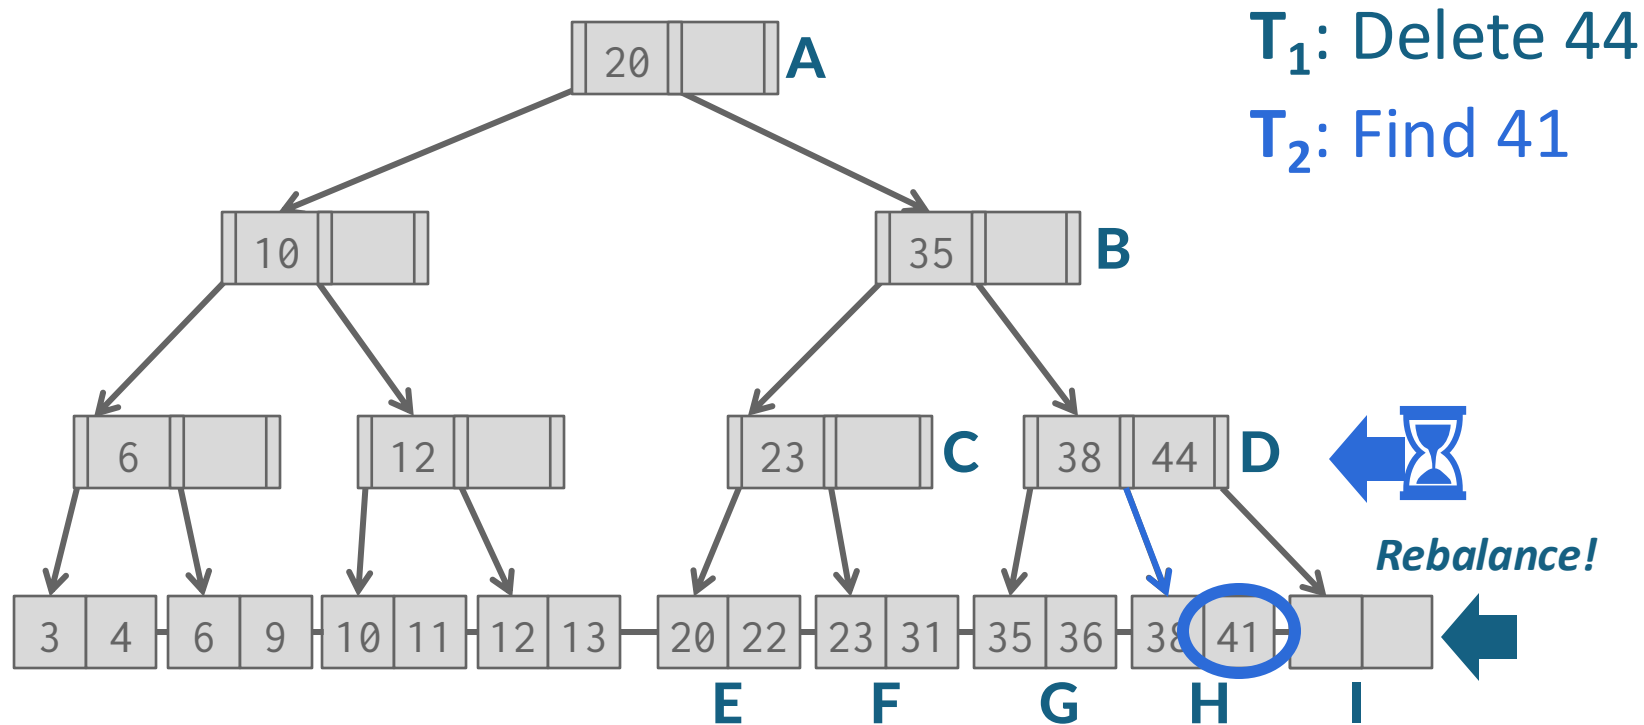 T1: Delete 44
T2: Find 41
20 A
10
35 B
6
12
23 C
38 44 D
Rebalance!
3 4 6 9 10 11 12 13 20 22 23 31 35 36 38 41
E F G H I